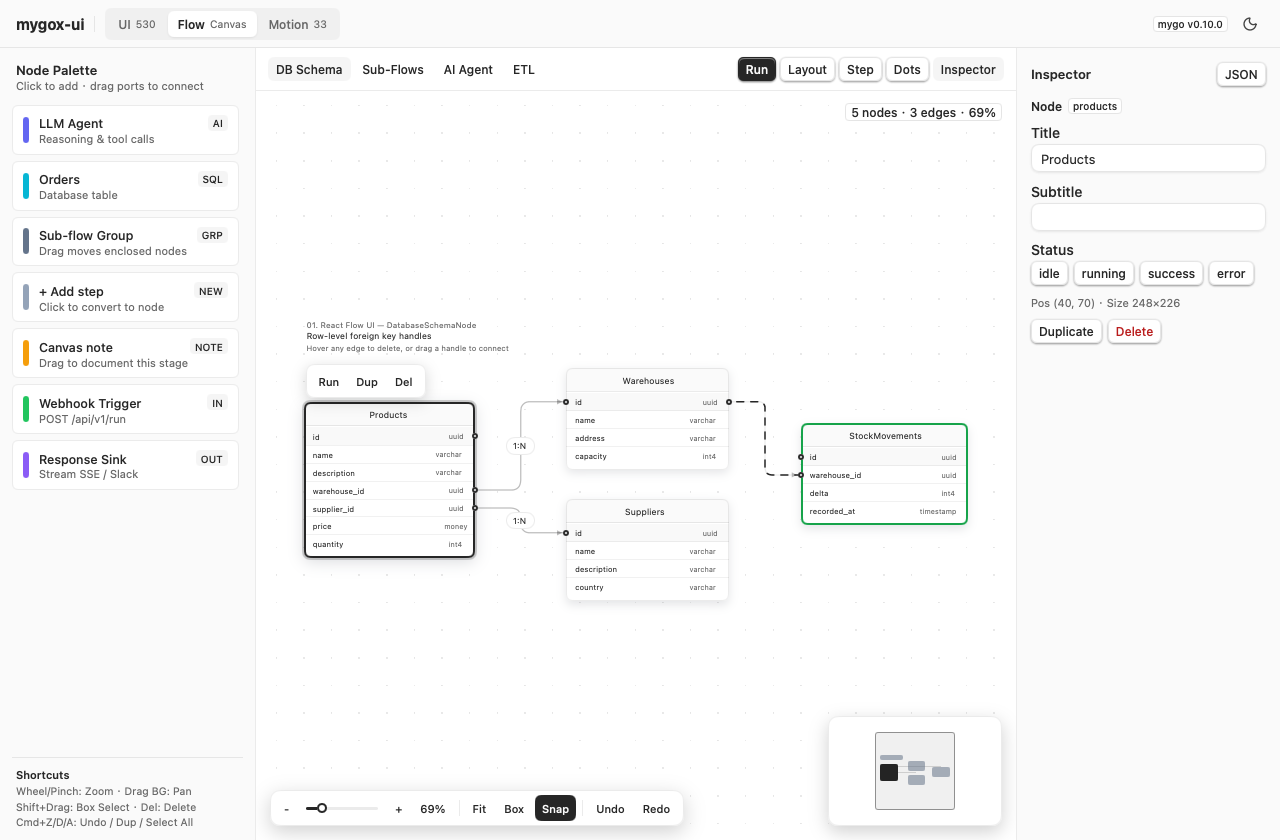 mygox-ui
UI 530
Flow Canvas
Motion 33
mygo v0.10.0
Node Palette
Click to add · drag ports to connect
LLM Agent
AI
Reasoning & tool calls
Orders
SQL
Database table
Sub-flow Group
GRP
Drag moves enclosed nodes
+ Add step
NEW
Click to convert to node
Canvas note
NOTE
Drag to document this stage
Webhook Trigger
IN
POST /api/v1/run
Response Sink
OUT
Stream SSE / Slack
Shortcuts
Wheel/Pinch: Zoom · Drag BG: Pan
Shift+Drag: Box Select · Del: Delete
Cmd+Z/D/A: Undo / Dup / Select All
DB Schema
Sub-Flows
AI Agent
ETL
Run
Layout
Step
Dots
Inspector
5 nodes · 3 edges · 69%
01. React Flow UI — DatabaseSchemaNode
Row-level foreign key handles
Hover any edge to delete, or drag a handle to connect
Run Dup Del
Products
id uuid
name varchar
description varchar
warehouse_id uuid
supplier_id uuid
price money
quantity int4
1:N
1:N
Warehouses
id uuid
name varchar
address varchar
capacity int4
Suppliers
id uuid
name varchar
description varchar
country varchar
StockMovements
id uuid
warehouse_id uuid
delta int4
recorded_at timestamp
- + 69% Fit Box Snap Undo Redo
Inspector
JSON
Node products
Title
Products
Subtitle
Status
idle running success error
Pos (40, 70) · Size 248×226
Duplicate Delete